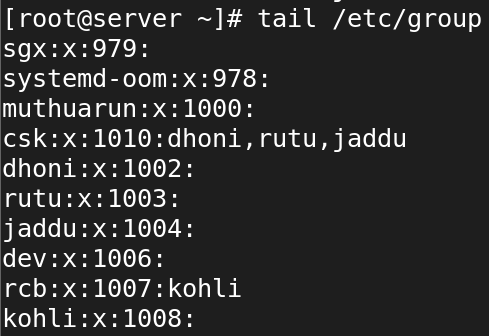 [root@server ~]# tail /etc/group
sgx:x:979:
systemd-oom:x:978:
muthuarun:x:1000:
csk:x:1010:dhoni,rutu,jaddu
dhoni:x:1002:
rutu:x:1003:
jaddu:x:1004:
dev:x:1006:
rcb:x:1007:kohli
kohli:x:1008: